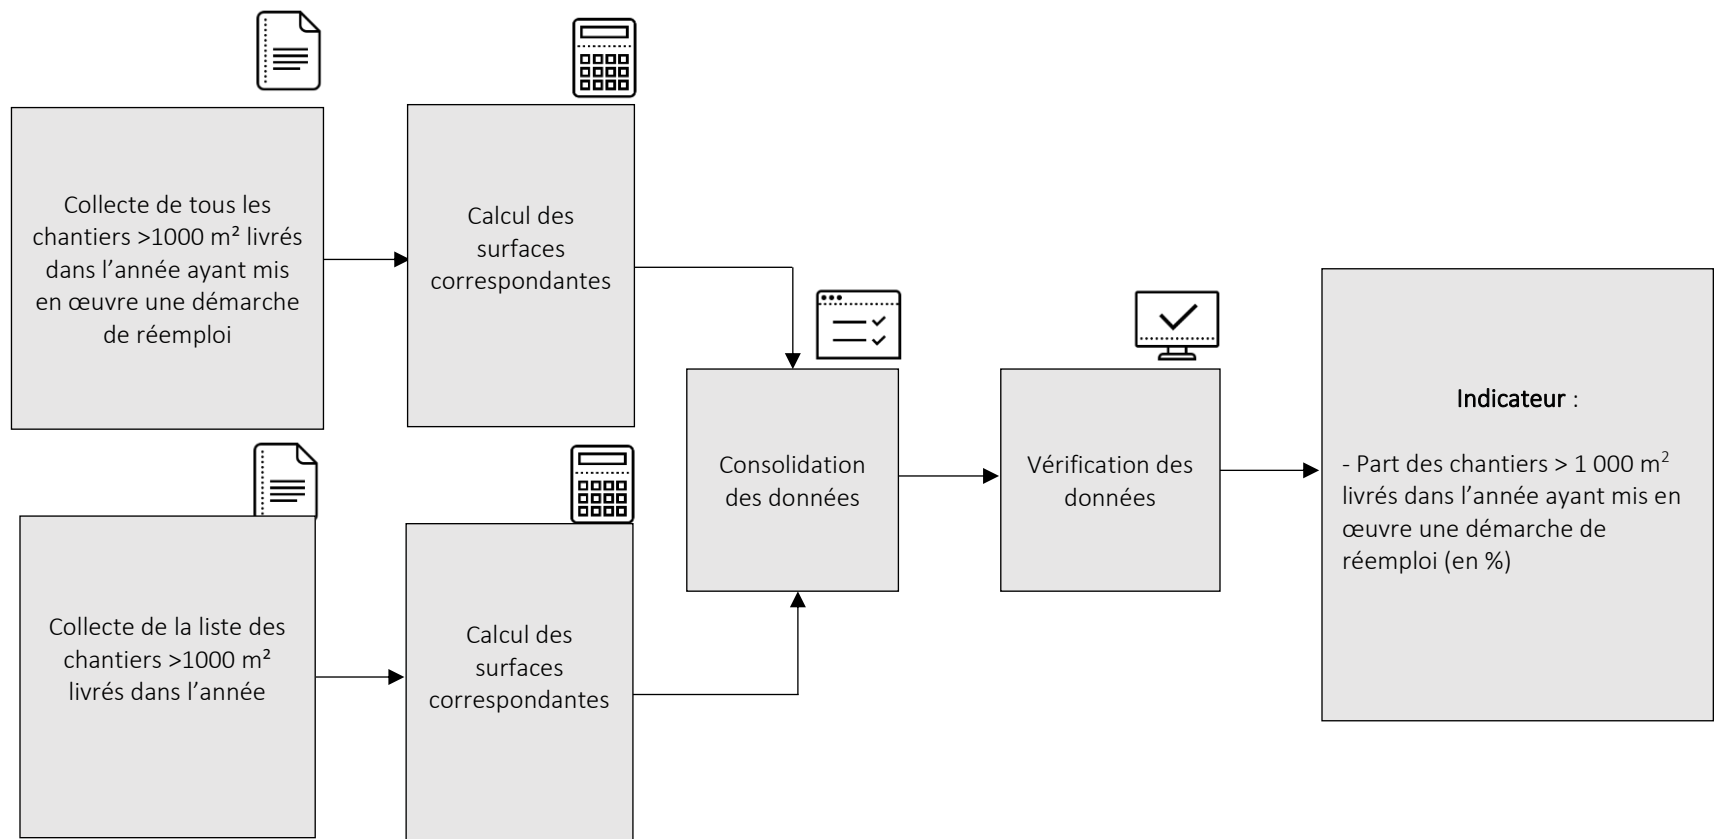 Collecte de tous les
chantiers >1000 m² livrés
dans l’année ayant mis
en œuvre une démarche
de réemploi
Calcul des
surfaces
correspondantes
Collecte de la liste des
chantiers >1000 m²
livrés dans l’année
Calcul des
surfaces
correspondantes
Consolidation
des données
Vérification des
données
Indicateur :
- Part des chantiers > 1 000 m²
livrés dans l’année ayant mis en
œuvre une démarche de
réemploi (en %)